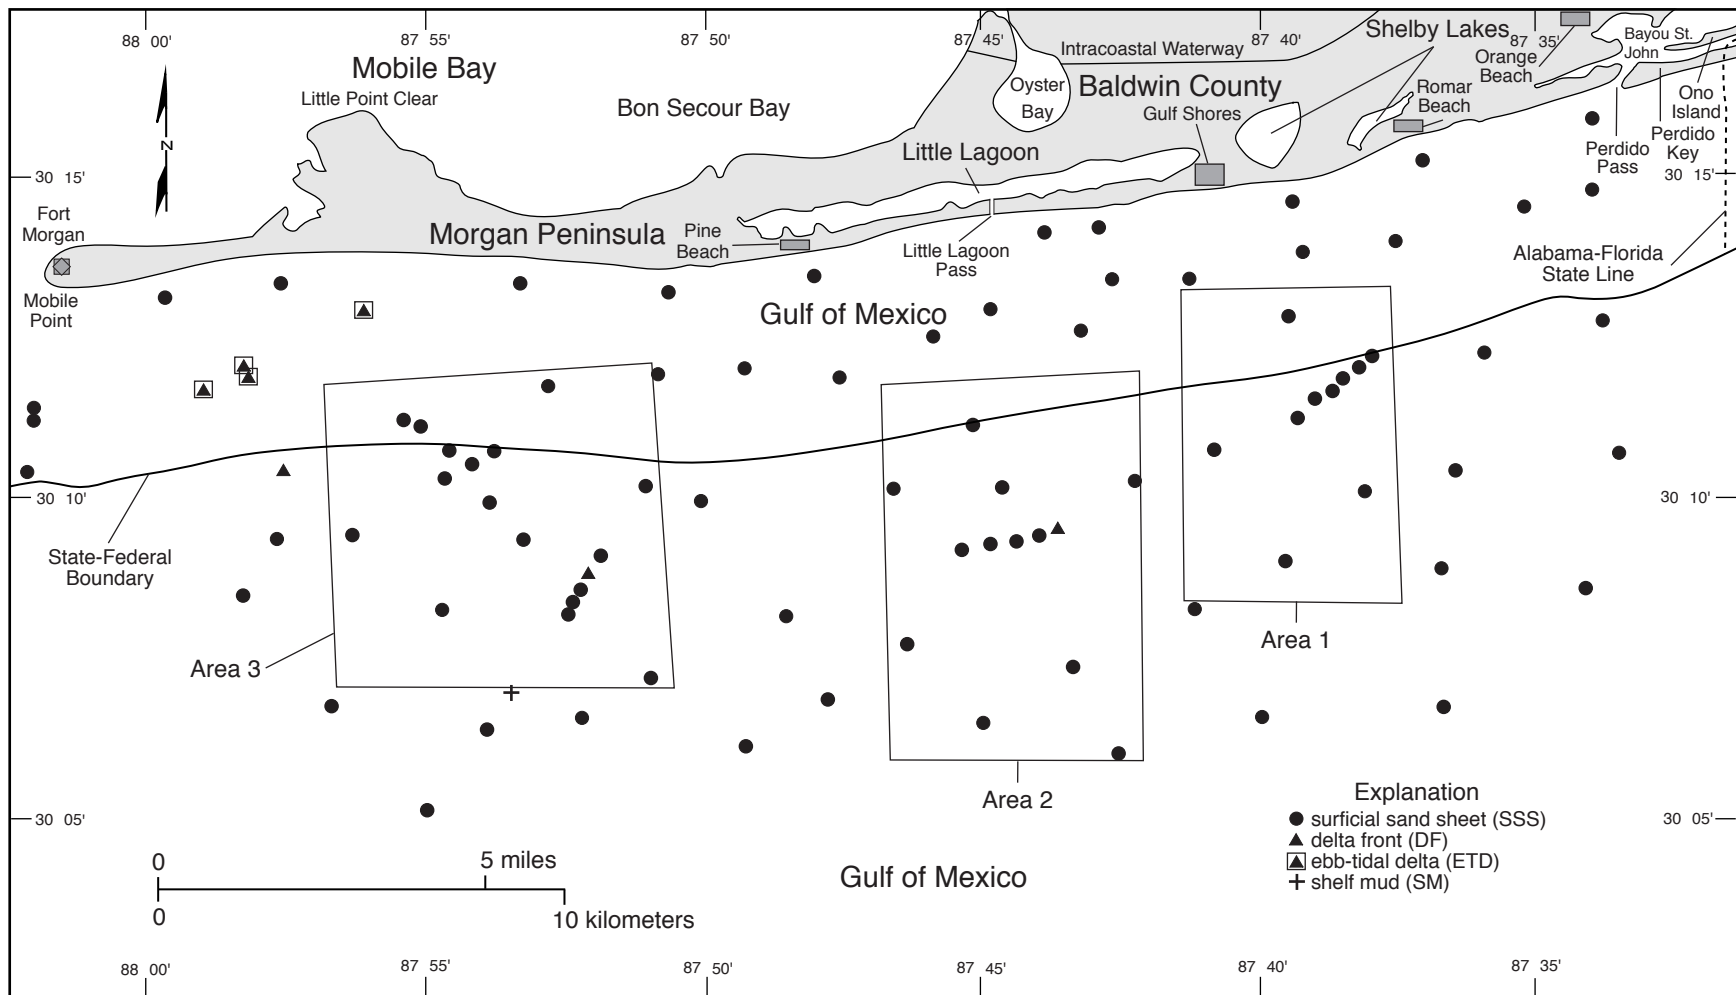 88 00'
87 55'
87 50'
87 45'
87 40'
87 35'
Mobile Bay
Little Point Clear
Bon Secour Bay
Intracoastal Waterway
Shelby Lakes
Oyster
Bay
Baldwin County
Gulf Shores
Orange
Beach
Romar
Beach
Bayou St.
John
Ono
Island
Perdido
Key
Perdido
Pass
N
30 15'
30 15'
Fort
Morgan
Little Lagoon
Morgan Peninsula
Pine
Beach
Little Lagoon
Pass
Alabama-Florida
State Line
Mobile
Point
Gulf of Mexico
30 10'
30 10'
State-Federal
Boundary
Area 3
Area 1
Area 2
30 05'
30 05'
Explanation
surficial sand sheet (SSS)
delta front (DF)
ebb-tidal delta (ETD)
shelf mud (SM)
0
5 miles
0
10 kilometers
Gulf of Mexico
88 00'
87 55'
87 50'
87 45'
87 40'
87 35'